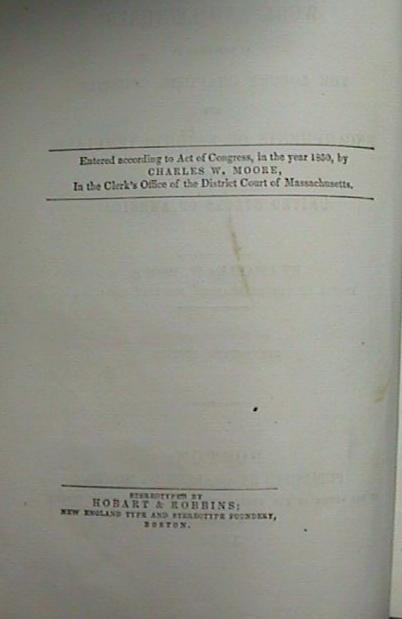 Entered according to Act of Congress, in the year 1850, by
CHARLES W. MOORE,
In the Clerk's Office of the District Court of Massachusetts.
STEREOTYPED BY
HOBART & ROBBINS;
NEW ENGLAND TYPE AND STEREOTYPE FOUNDERY,
BOSTON.